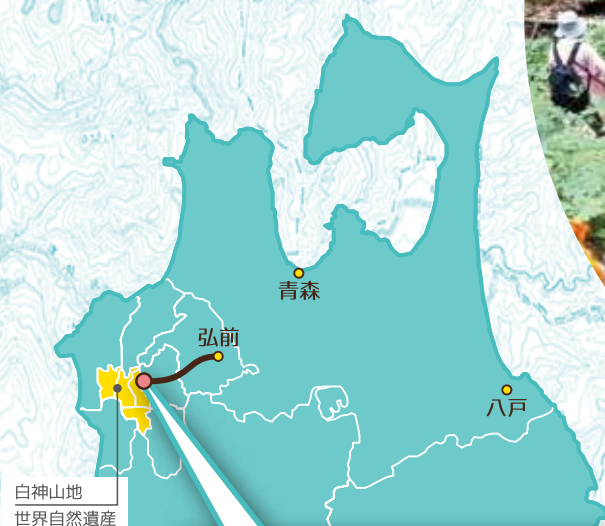 青森
弘前
八戸
白神山地
世界自然遺産